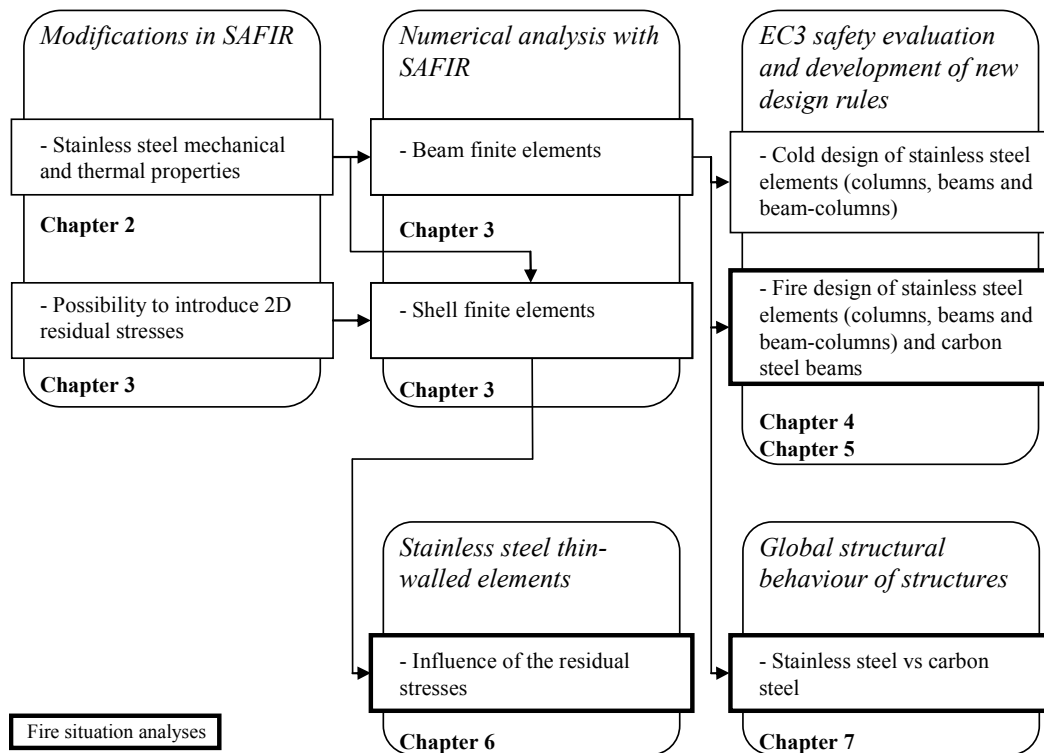 Modifications in SAFIR
- Stainless steel mechanical
and thermal properties
Chapter 2
- Possibility to introduce 2D
residual stresses
Chapter 3
Numerical analysis with
SAFIR
- Beam finite elements
Chapter 3
- Shell finite elements
Chapter 3
EC3 safety evaluation
and development of new
design rules
- Cold design of stainless steel
elements (columns, beams and
beam-columns)
- Fire design of stainless steel
elements (columns, beams and
beam-columns) and carbon
steel beams
Chapter 4
Chapter 5
Stainless steel thin-
walled elements
- Influence of the residual
stresses
Chapter 6
Global structural
behaviour of structures
- Stainless steel vs carbon
steel
Chapter 7
Fire situation analyses